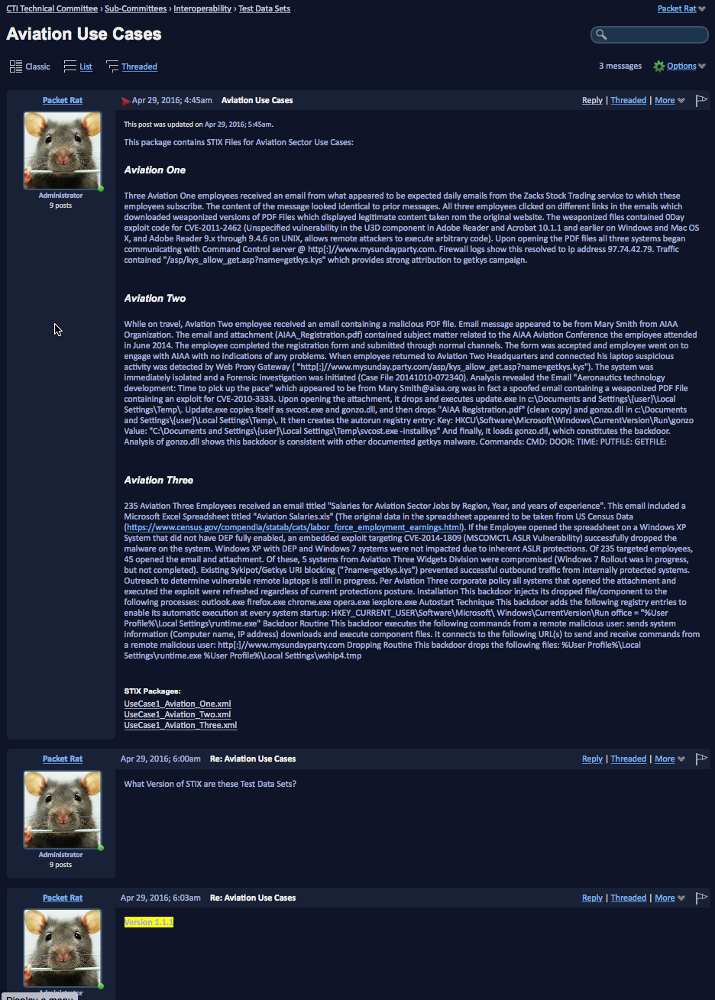 CTI Technical Committee › Sub-Committees › Interoperability › Test Data Sets
Packet Rat
Aviation Use Cases
Classic
List
Threaded
3 messages
Options
Packet Rat
Apr 29, 2016; 4:45am Aviation Use Cases
Reply | Threaded | More
Administrator
9 posts
This post was updated on Apr 29, 2016; 5:45am.
This package contains STIX Files for Aviation Sector Use Cases:
Aviation One
Three Aviation One employees received an email from what appeared to be expected daily emails from the Zacks Stock Trading service to which these
employees subscribe. The content of the message looked identical to prior messages. All three employees clicked on different links in the emails which
downloaded weaponized versions of PDF Files which displayed legitimate content taken rom the original website. The weaponized files contained 0Day
exploit code for CVE-2011-2462 (Unspecified vulnerability in the U3D component in Adobe Reader and Acrobat 10.1.1 and earlier on Windows and Mac OS
X, and Adobe Reader 9.x through 9.4.6 on UNIX, allows remote attackers to execute arbitrary code). Upon opening the PDF files all three systems began
communicating with Command Control server @ http[:]//www.mysundayparty.com. Firewall logs show this resolved to ip address 97.74.42.79. Traffic
contained "/asp/kys_allow_get.asp?name=getkys.kys" which provides strong attribution to getkys campaign.
Aviation Two
While on travel, Aviation Two employee received an email containing a malicious PDF file. Email message appeared to be from Mary Smith from AIAA
Organization. The email and attachment (AIAA_Registration.pdf) contained subject matter related to the AIAA Aviation Conference the employee attended
in June 2014. The employee completed the registration form and submitted through normal channels. The form was accepted and employee went on to
engage with AIAA with no indications of any problems. When employee returned to Aviation Two Headquarters and connected his laptop suspicious
activity was detected by Web Proxy Gateway ( "http[:]//www.mysunday.party.com/asp/kys_allow_get.asp?name=getkys.kys"). The system was
immediately isolated and a Forensic investigation was initiated (Case File 20141010-072340). Analysis revealed the Email "Aeronautics technology
development: Time to pick up the pace" which appeared to be from Mary Smith@aiaa.org was in fact a spoofed email containing a weaponized PDF File
containing an exploit for CVE-2010-3333. Upon opening the attachment, it drops and executes update.exe in c:\Documents and Settings\{user}\Local
Settings\Temp\. Update.exe copies itself as svcost.exe and gonzo.dll, and then drops "AIAA Registration.pdf" (clean copy) and gonzo.dll in c:\Documents
and Settings\{user}\Local Settings\Temp\. It then creates the autorun registry entry: Key: HKCU\Software\Microsoft\Windows\CurrentVersion\Run\gonzo
Value: "C:\Documents and Settings\{user}\Local Settings\Temp\svcost.exe -installkys" And finally, it loads gonzo.dll, which constitutes the backdoor.
Analysis of gonzo.dll shows this backdoor is consistent with other documented getkys malware. Commands: CMD: DOOR: TIME: PUTFILE: GETFILE:
Aviation Three
235 Aviation Three Employees received an email titled "Salaries for Aviation Sector Jobs by Region, Year, and years of experience". This email included a
Microsoft Excel Spreadsheet titled "Aviation Salaries.xls" (The original data in the spreadsheet appeared to be taken from US Census Data
(https://www.census.gov/compendia/statab/cats/labor_force_employment_earnings.html). If the Employee opened the spreadsheet on a Windows XP
System that did not have DEP fully enabled, an embedded exploit targeting CVE-2014-1809 (MSCOMCTL ASLR Vulnerability) successfully dropped the
malware on the system. Windows XP with DEP and Windows 7 systems were not impacted due to inherent ASLR protections. Of 235 targeted employees,
45 opened the email and attachment. Of these, 5 systems from Aviation Three Widgets Division were compromised (Windows 7 Rollout was in progress,
but not completed). Existing Sykipot/Getkys URI blocking ("?name=getkys.kys") prevented successful outbound traffic from internally protected systems.
Outreach to determine vulnerable remote laptops is still in progress. Per Aviation Three corporate policy all systems that opened the attachment and
executed the exploit were refreshed regardless of current protections posture. Installation This backdoor injects its dropped file/component to the
following processes: outlook.exe firefox.exe chrome.exe opera.exe iexplore.exe Autostart Technique This backdoor adds the following registry entries to
enable its automatic execution at every system startup: HKEY_CURRENT_USER\Software\Microsoft\ Windows\CurrentVersion\Run office = "%User
Profile%\Local Settings\runtime.exe" Backdoor Routine This backdoor executes the following commands from a remote malicious user: sends system
information (Computer name, IP address) downloads and execute component files. It connects to the following URL(s) to send and receive commands from
a remote malicious user: http[:]//www.mysundayparty.com Dropping Routine This backdoor drops the following files: %User Profile%\Local
Settings\runtime.exe %User Profile%\Local Settings\wship4.tmp
STIX Packages:
UseCase1_Aviation_One.xml
UseCase1_Aviation_Two.xml
UseCase1_Aviation_Three.xml
Packet Rat
Apr 29, 2016; 6:00am Re: Aviation Use Cases
Reply | Threaded | More
Administrator
9 posts
What Version of STIX are these Test Data Sets?
Packet Rat
Apr 29, 2016; 6:03am Re: Aviation Use Cases
Reply | Threaded | More
Version 1.1.1
Administrator
Display a menu